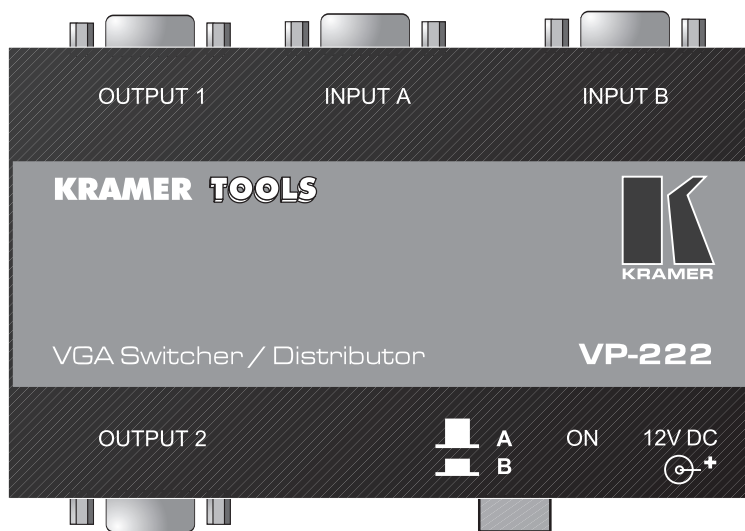 OUTPUT 1 INPUT A INPUT B
KRAMER TOOLS
K
KRAMER
VGA Switcher / Distributor VP-222
OUTPUT 2 A ON 12V DC
B +